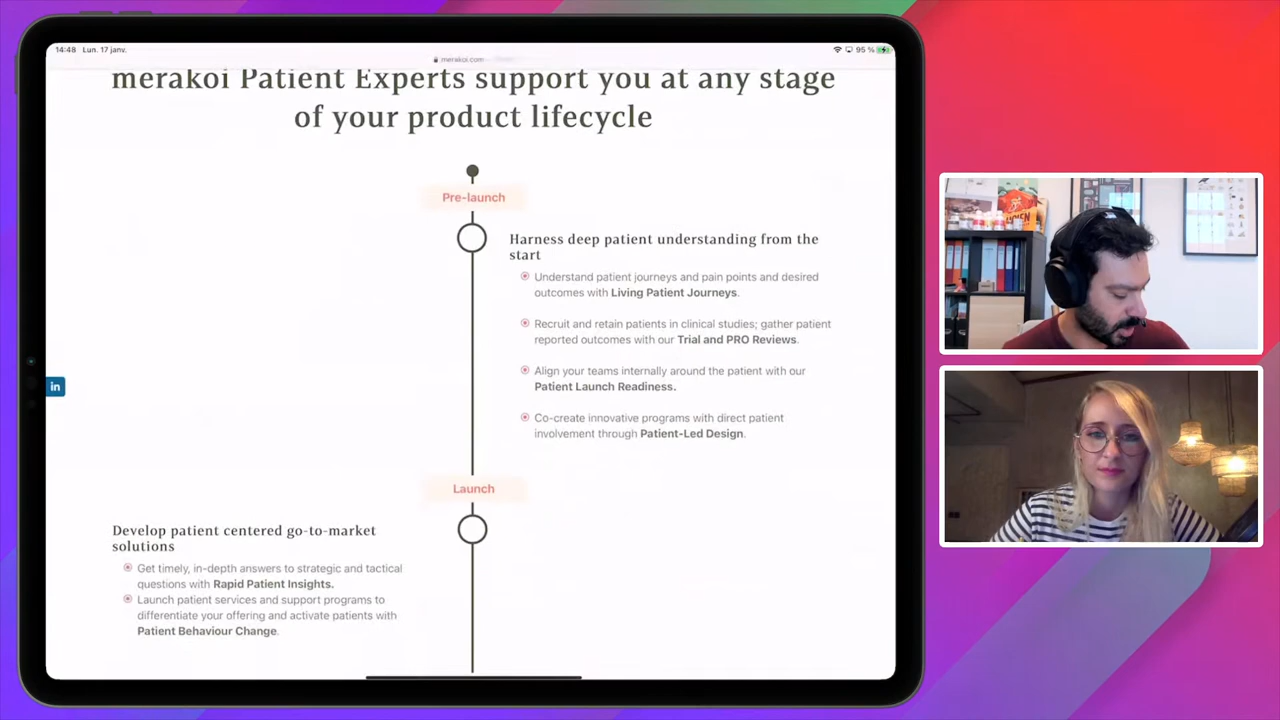 14:48 Lun. 17 janv.
95 %
merakoi.com
merakoi Patient Experts support you at any stage
of your product lifecycle
Pre-launch
Harness deep patient understanding from the
start
Understand patient journeys and pain points and desired
outcomes with Living Patient Journeys.
Recruit and retain patients in clinical studies; gather patient
reported outcomes with our Trial and PRO Reviews.
Align your teams internally around the patient with our
Patient Launch Readiness.
Co-create innovative programs with direct patient
involvement through Patient-Led Design.
in
Launch
Develop patient centered go-to-market
solutions
Get timely, in-depth answers to strategic and tactical
questions with Rapid Patient Insights.
Launch patient services and support programs to
differentiate your offering and activate patients with
Patient Behaviour Change.